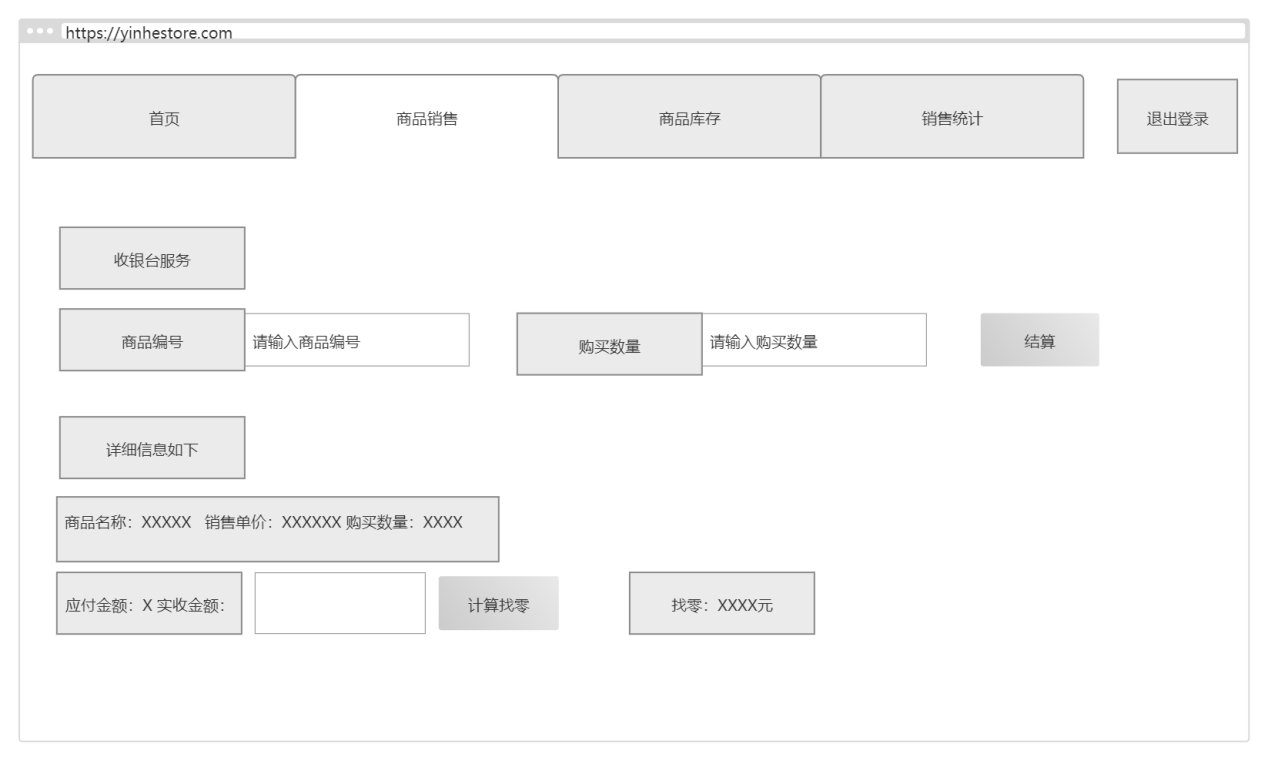 https://yinhestore.com
首页 商品销售 商品库存 销售统计 退出登录
收银台服务
商品编号 请输入商品编号 购买数量 请输入购买数量 结算
详细信息如下
商品名称：XXXXX 销售单价：XXXXXX 购买数量：XXXX
应付金额：X 实收金额： 计算找零 找零：XXXX元